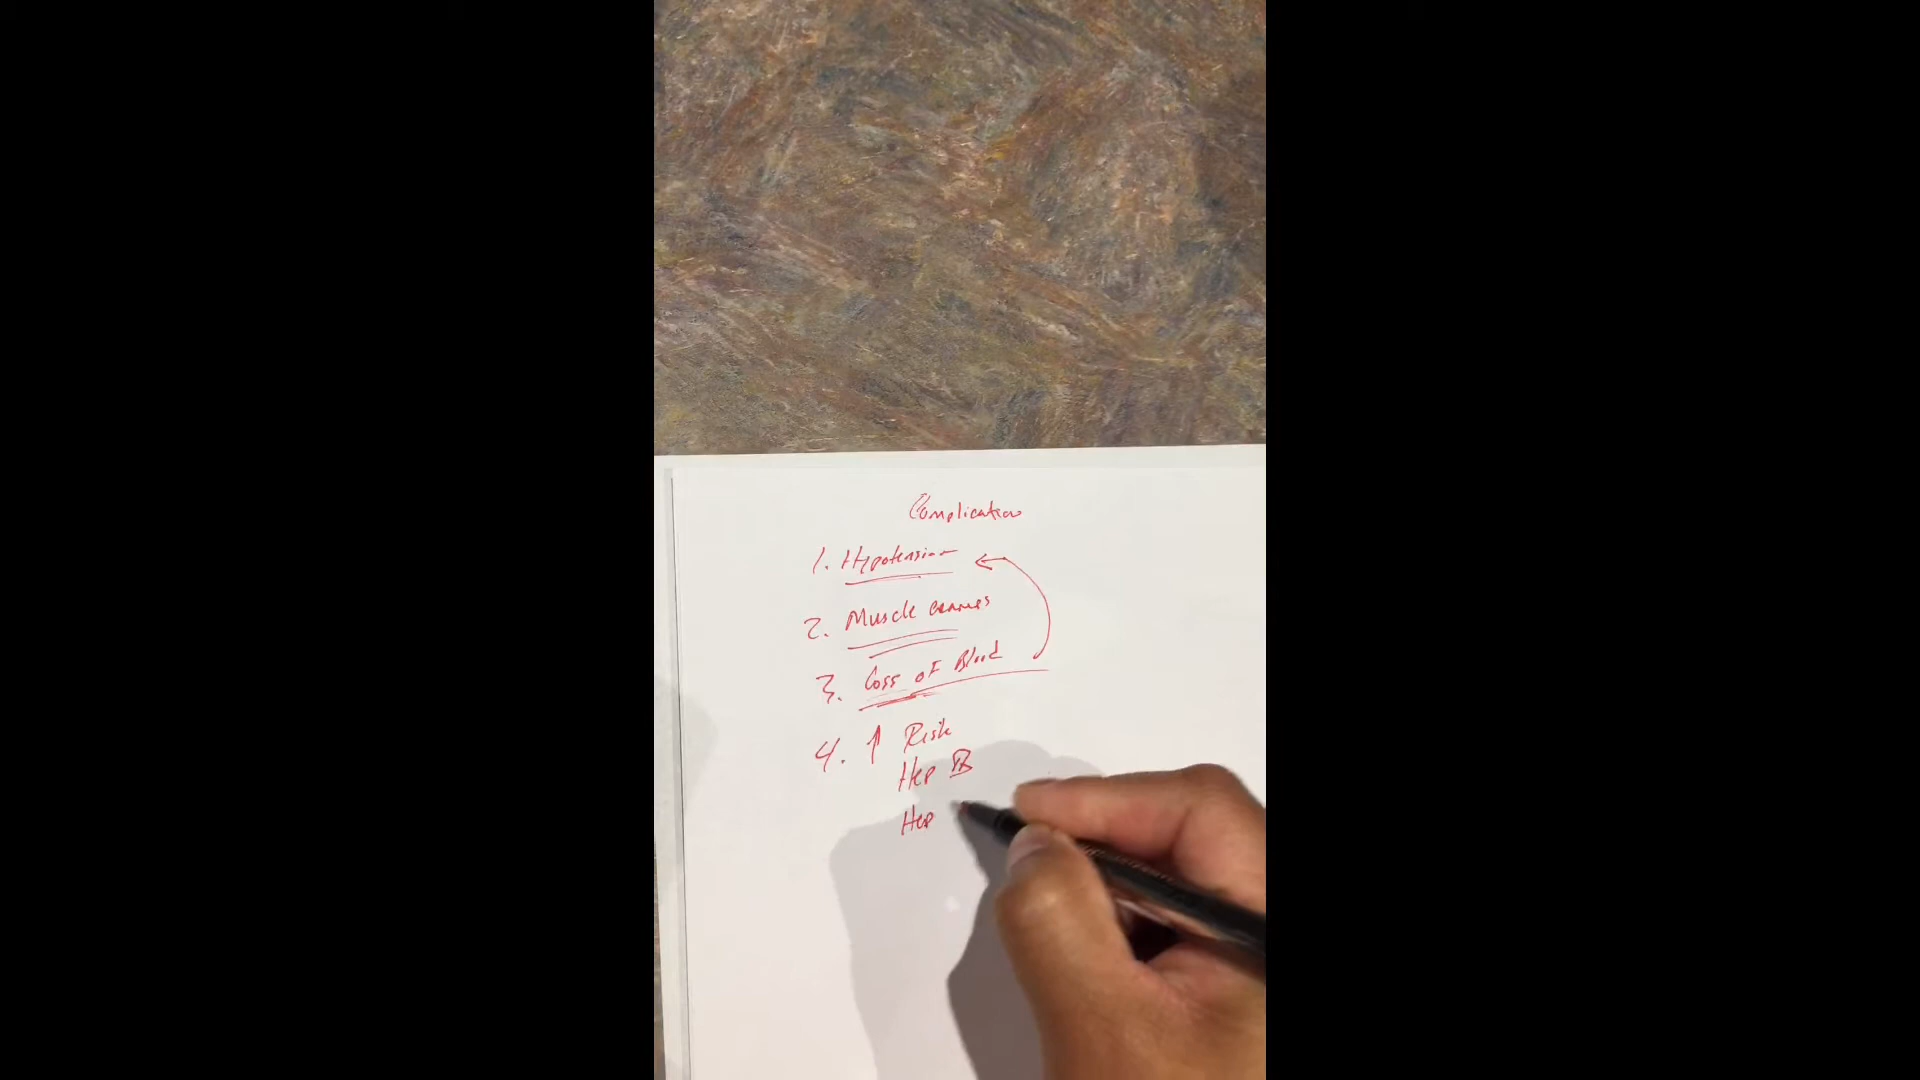 Complication
1. Hypotension
2. Muscle cramps
3. Loss of Blood
4. ↑ Risk
Hep B
Hep